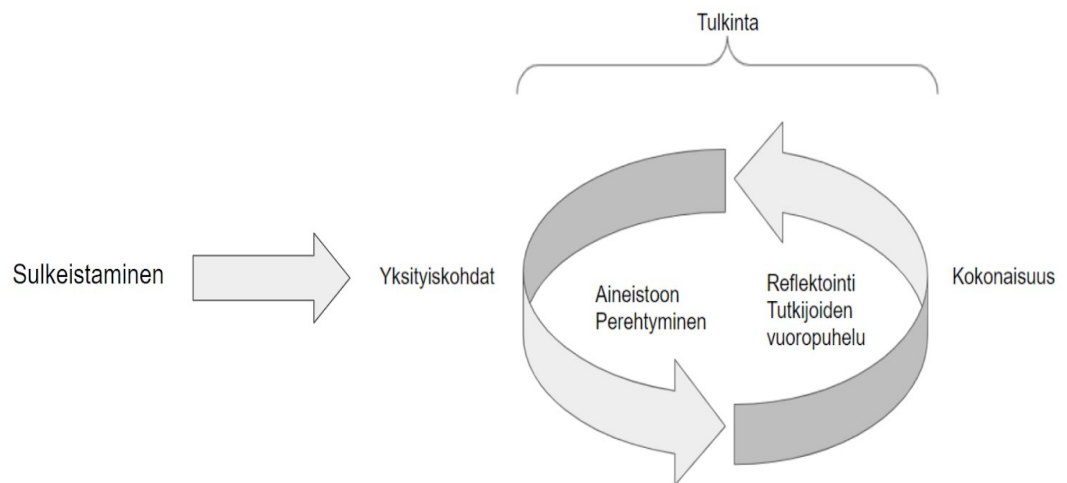 Tulkinta
Sulkeistaminen
Yksityiskohdat
Aineistoon
Perehtyminen
Reflektointi
Tutkijoiden
vuoropuhelu
Kokonaisuus